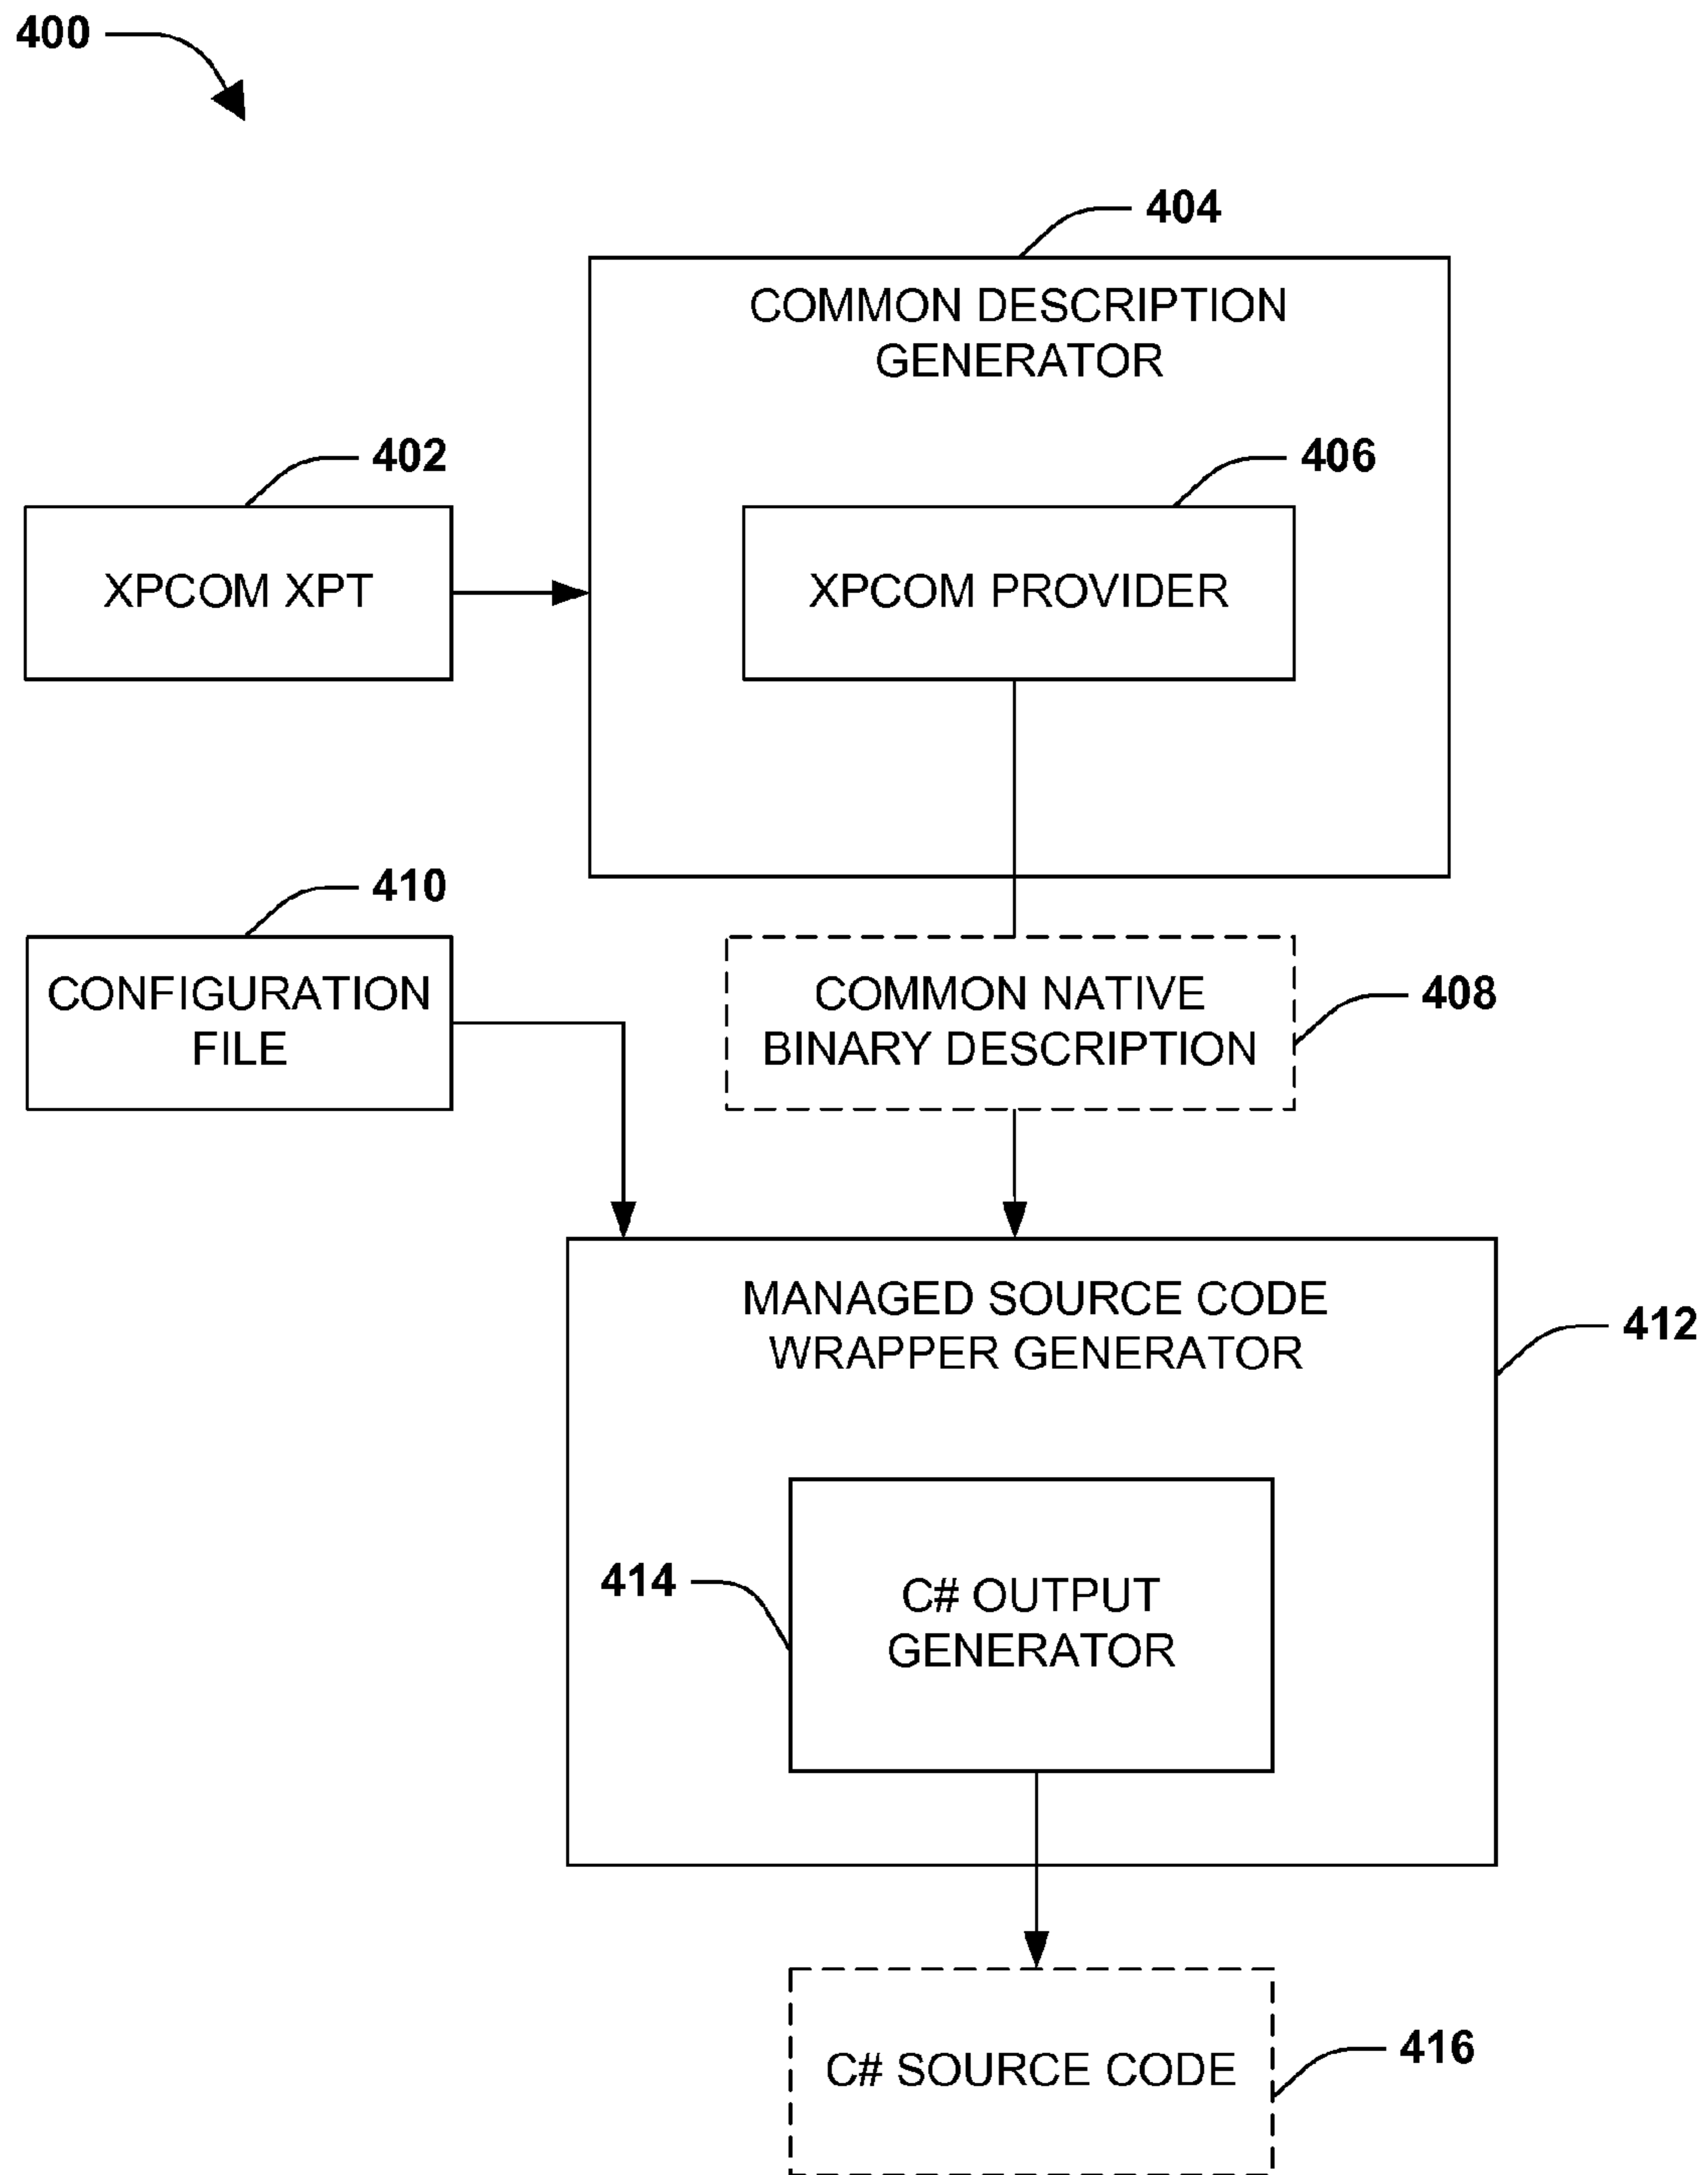 400
404
COMMON DESCRIPTION
GENERATOR
402
406
XPCOM XPT
XPCOM PROVIDER
410
CONFIGURATION
FILE
COMMON NATIVE
BINARY DESCRIPTION
408
MANAGED SOURCE CODE
WRAPPER GENERATOR
412
414
C# OUTPUT
GENERATOR
C# SOURCE CODE
416